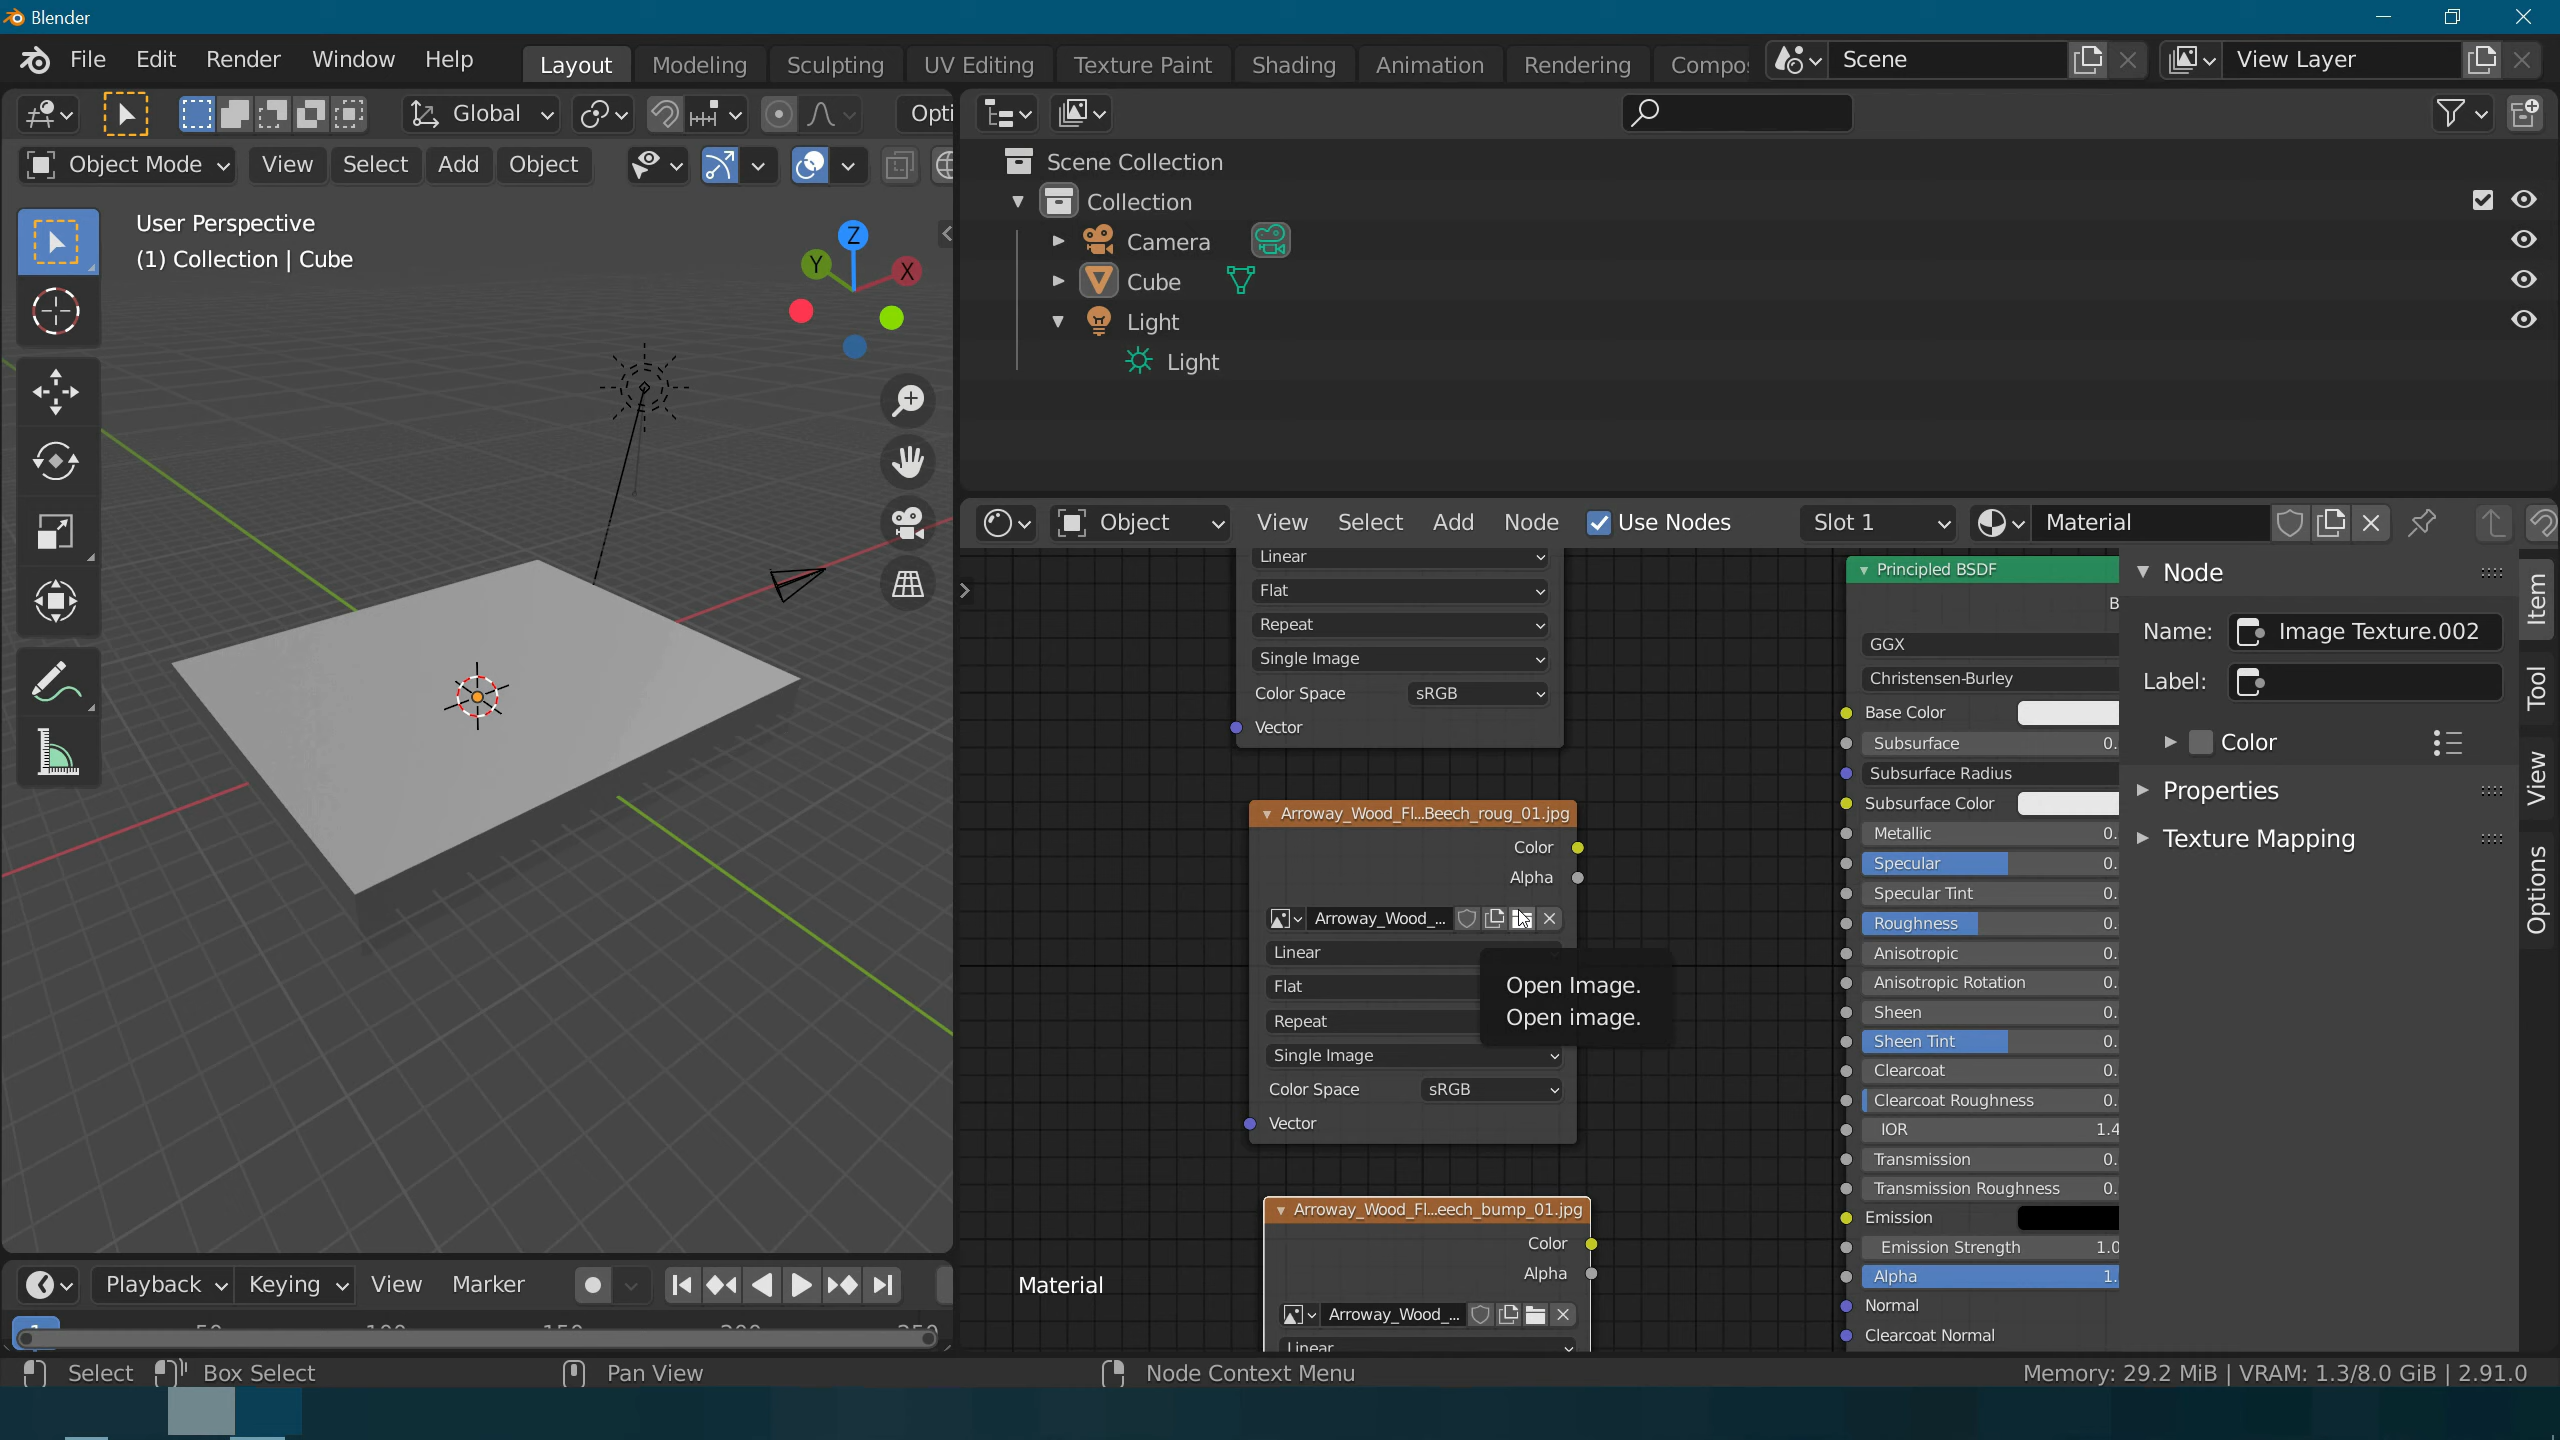 Blender
File Edit Render Window Help
Layout Modeling Sculpting UV Editing Texture Paint Shading Animation Rendering Compo
Scene
View Layer
Global
Opti
Object Mode View Select Add Object
User Perspective
(1) Collection | Cube
Z
Y
X
Scene Collection
Collection
Camera
Cube
Light
Light
Object View Select Add Node Use Nodes Slot 1 Material
Linear
Flat
Repeat
Single Image
Color Space sRGB
Vector
Arroway_Wood_Fl...Beech_roug_01.jpg
Color
Alpha
Arroway_Wood_...
Linear
Flat
Repeat
Single Image
Color Space sRGB
Vector
Open Image.
Open image.
Arroway_Wood_Fl...eech_bump_01.jpg
Color
Alpha
Arroway_Wood_...
Linear
Material
Principled BSDF
B
GGX
Christensen-Burley
Base Color
Subsurface 0.
Subsurface Radius
Subsurface Color
Metallic 0.
Specular 0.
Specular Tint 0.
Roughness 0.
Anisotropic 0.
Anisotropic Rotation 0.
Sheen 0.
Sheen Tint 0.
Clearcoat 0.
Clearcoat Roughness 0.
IOR 1.4
Transmission 0.
Transmission Roughness 0.
Emission
Emission Strength 1.0
Alpha 1.
Normal
Clearcoat Normal
Node
Name: Image Texture.002
Label:
Color
Properties
Texture Mapping
Item
Tool
View
Options
Playback Keying View Marker
1 50 100 150 200 250
Select Box Select Pan View Node Context Menu
Memory: 29.2 MiB | VRAM: 1.3/8.0 GiB | 2.91.0